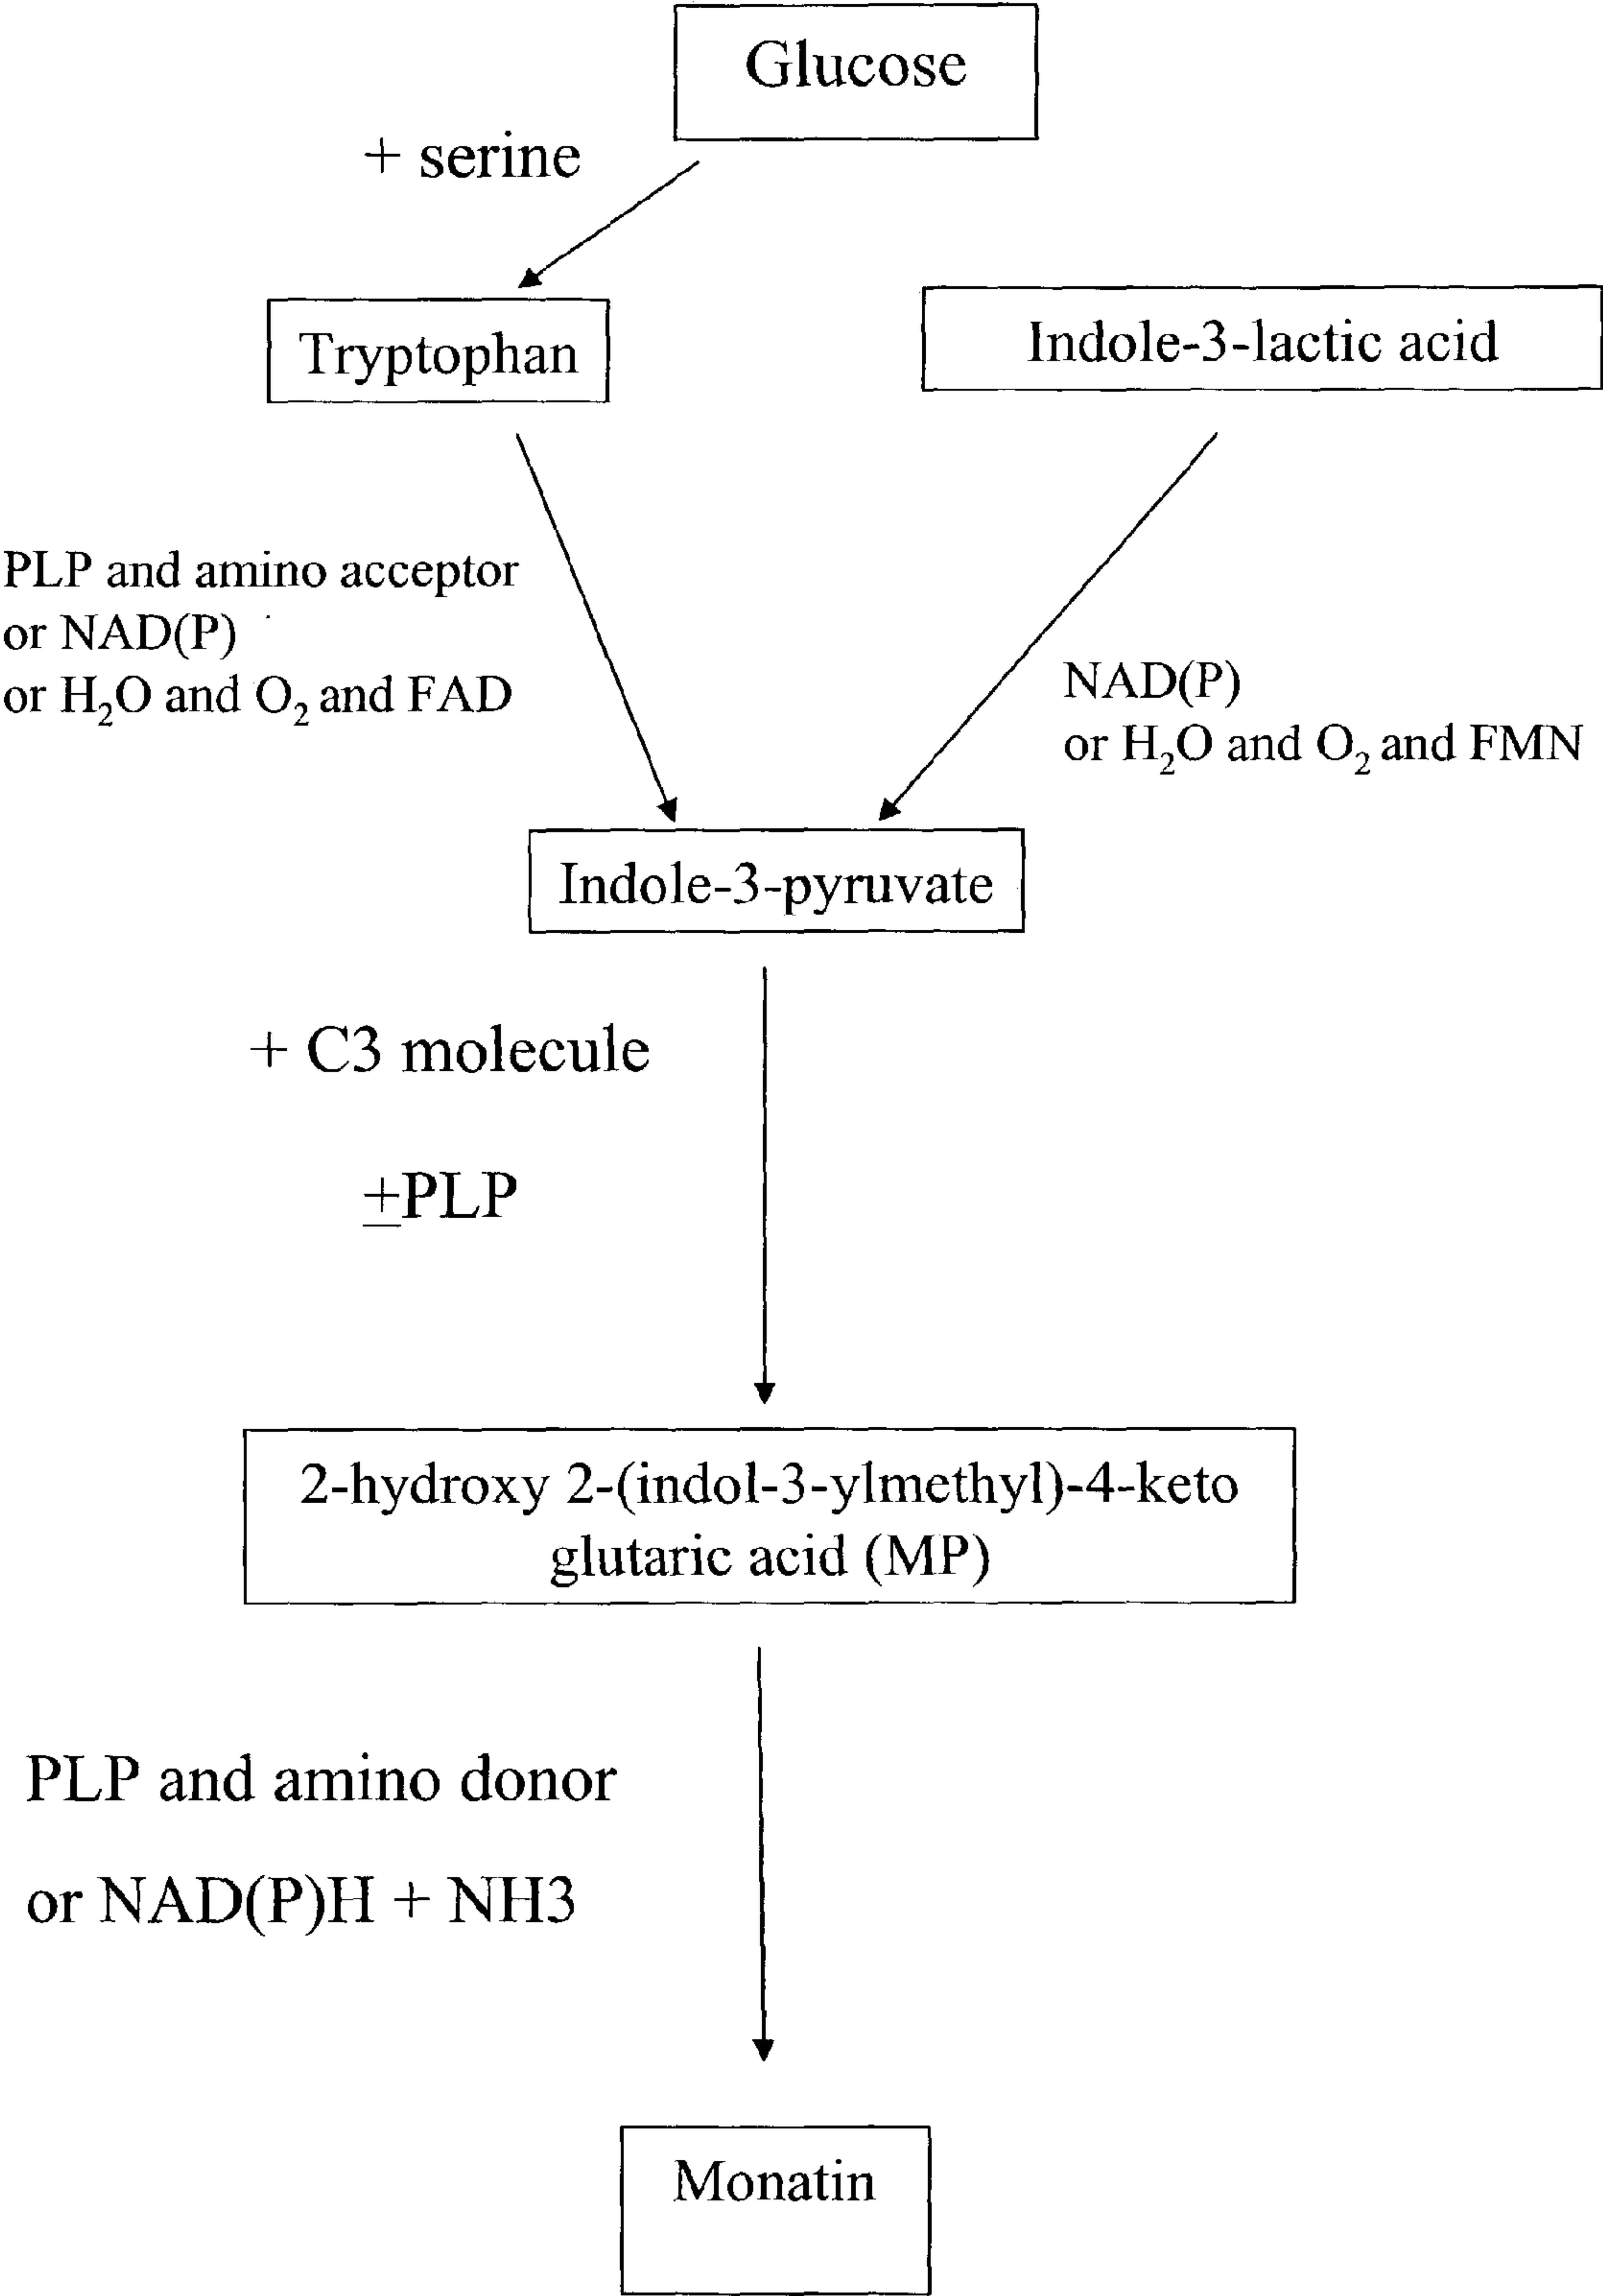 Glucose
+ serine
Tryptophan
Indole-3-lactic acid
PLP and amino acceptor
or NAD(P)
or H₂O and O₂ and FAD
NAD(P)
or H₂O and O₂ and FMN
Indole-3-pyruvate
+ C3 molecule
±PLP
2-hydroxy 2-(indol-3-ylmethyl)-4-keto
glutaric acid (MP)
PLP and amino donor
or NAD(P)H + NH3
Monatin